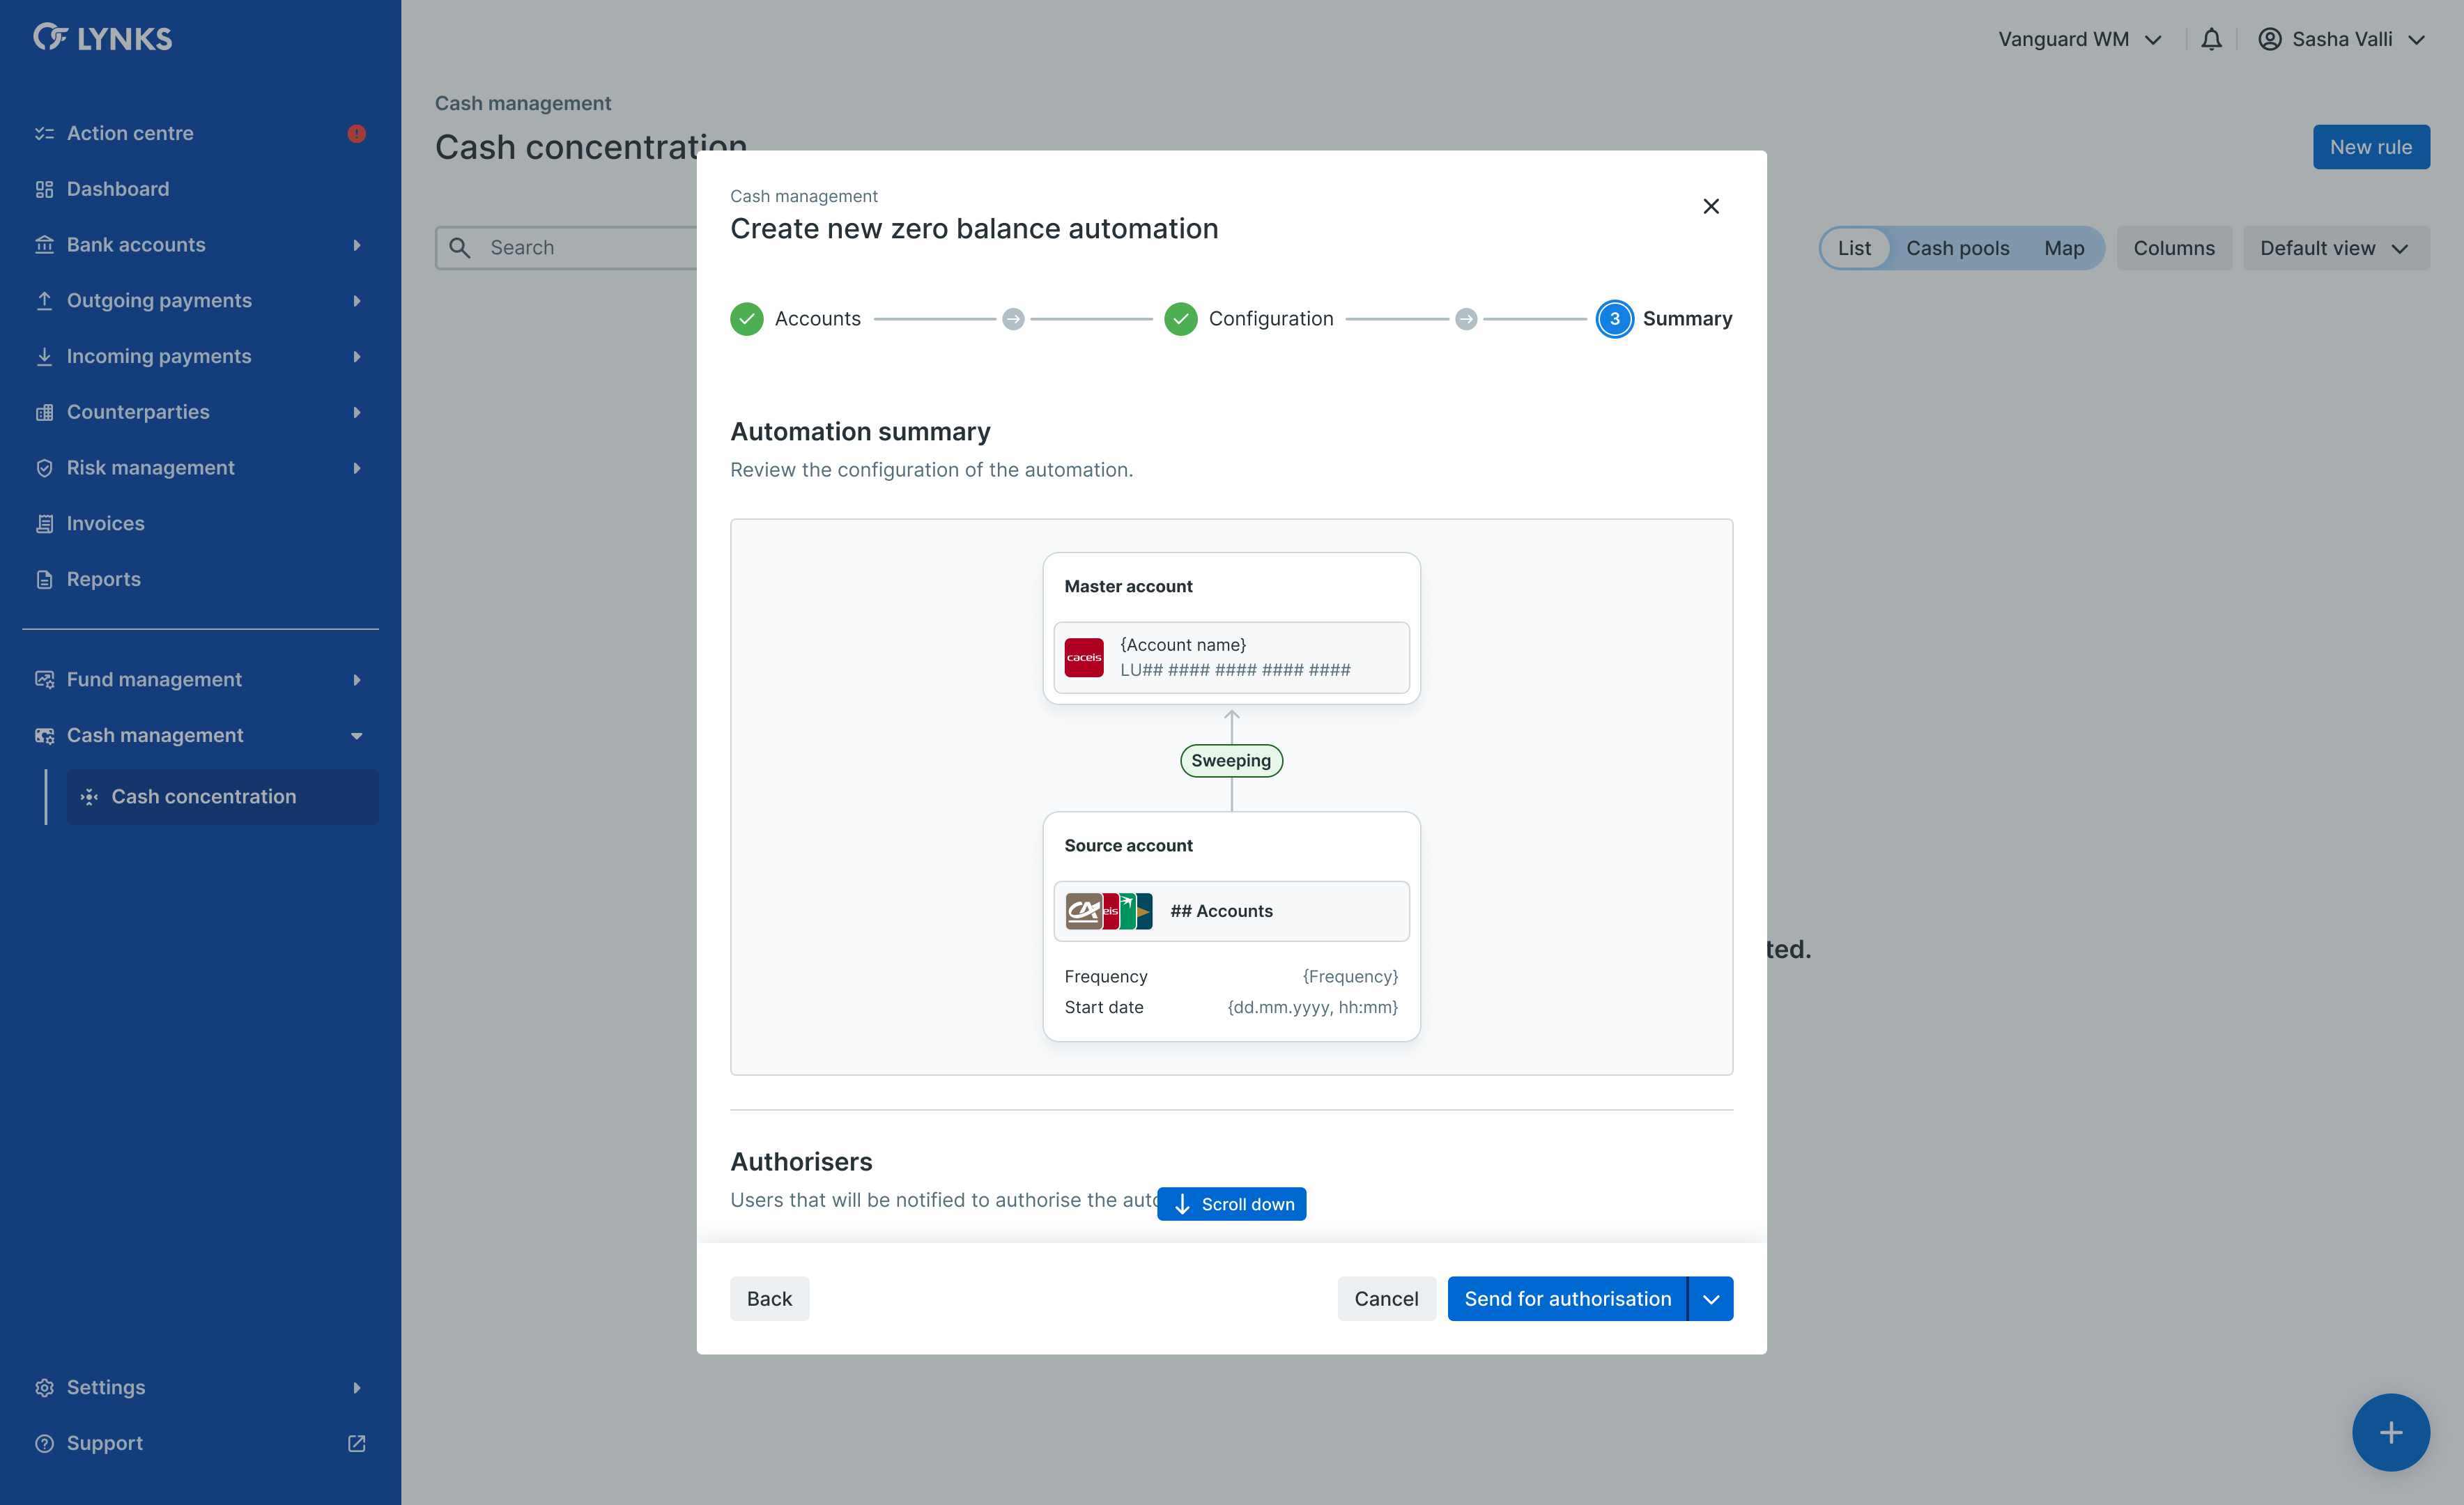 LYNKS
Vanguard WM
Sasha Valli
Action centre
Dashboard
Bank accounts
Outgoing payments
Incoming payments
Counterparties
Risk management
Invoices
Reports
Fund management
Cash management
Cash concentration
Settings
Support
Cash management
Cash concentration
New rule
Search
List
Cash pools
Map
Columns
Default view
Cash management
Create new zero balance automation
Accounts
Configuration
3
Summary
Automation summary
Review the configuration of the automation.
Master account
caceis
{Account name}
LU## #### #### #### ####
Sweeping
Source account
CA
eis
## Accounts
Frequency
{Frequency}
Start date
{dd.mm.yyyy, hh:mm}
ted.
Authorisers
Users that will be notified to authorise the auto
Scroll down
Back
Cancel
Send for authorisation